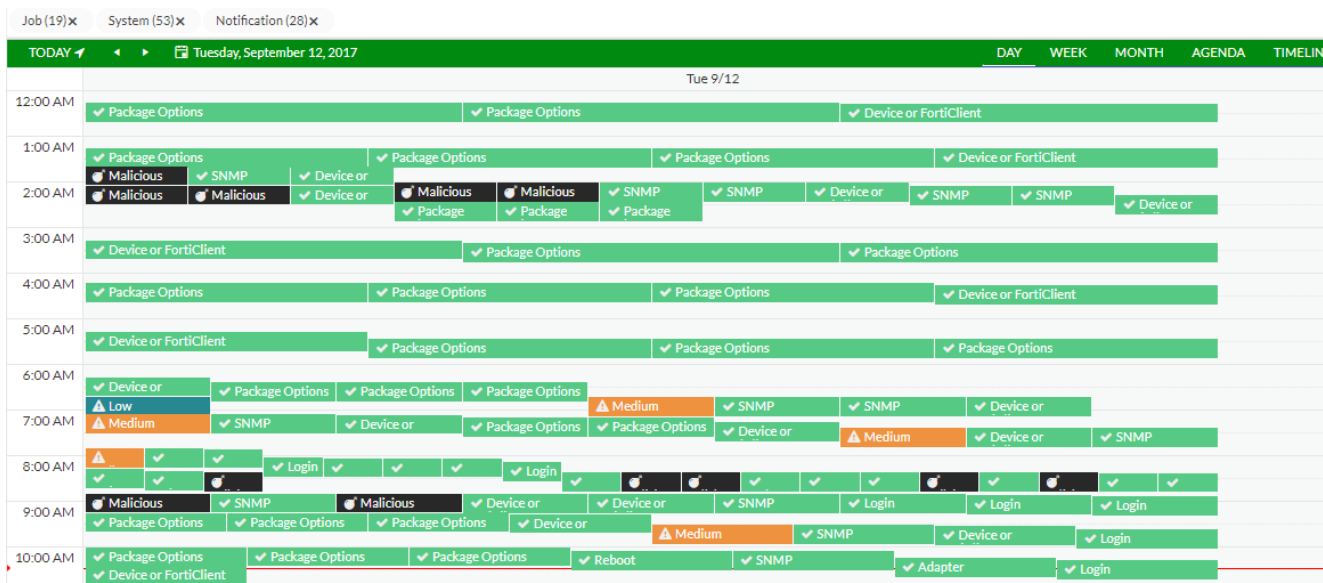 Job (19)× System (53)× Notification (28)×
TODAY Tuesday, September 12, 2017 DAY WEEK MONTH AGENDA TIMELIN
Tue 9/12
12:00 AM
Package Options Package Options Device or FortiClient
1:00 AM
Package Options Package Options Package Options Device or FortiClient
Malicious SNMP Device or
2:00 AM
Malicious Malicious Device or Malicious Malicious SNMP SNMP Device or SNMP SNMP Device or
Package Package Package
3:00 AM
Device or FortiClient Package Options Package Options
4:00 AM
Package Options Package Options Package Options Device or FortiClient
5:00 AM
Device or FortiClient Package Options Package Options Package Options
6:00 AM
Device or Package Options Package Options Package Options
Low Medium SNMP SNMP Device or
7:00 AM
Medium SNMP Device or Package Options Package Options Device or Medium Device or SNMP
8:00 AM
Login Login
Malicious SNMP Malicious Device or Device or SNMP Login Login Login
9:00 AM
Package Options Package Options Package Options Device or Medium SNMP Device or Login
10:00 AM
Package Options Package Options Package Options Reboot SNMP Adapter Login
Device or FortiClient